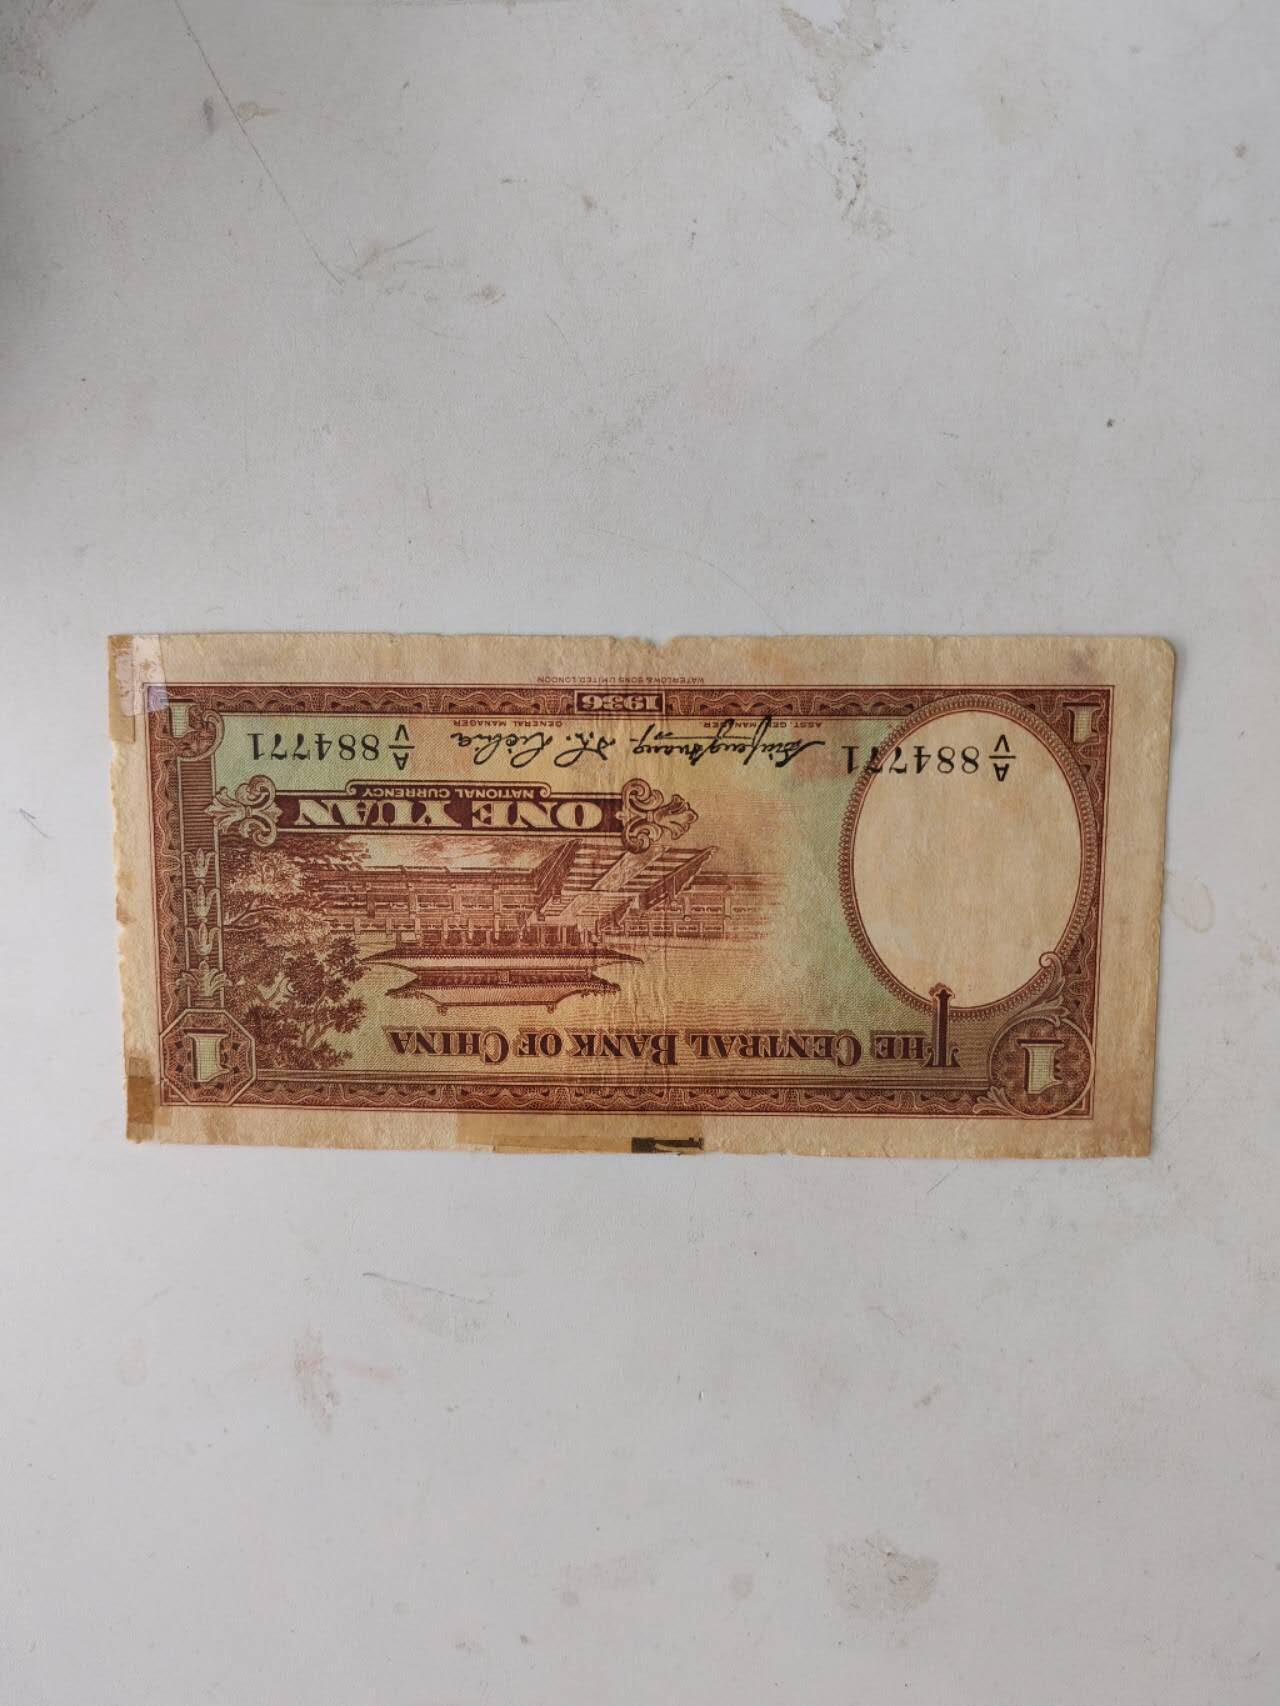 1
THE CENTRAL BANK OF CHINA
1
ONE YUAN
NATIONAL CURRENCY
A/V 884771
A/V 884771
ASST. GEN. MANAGER
GENERAL MANAGER
1
1936
1
WATERLOW & SONS LIMITED, LONDON